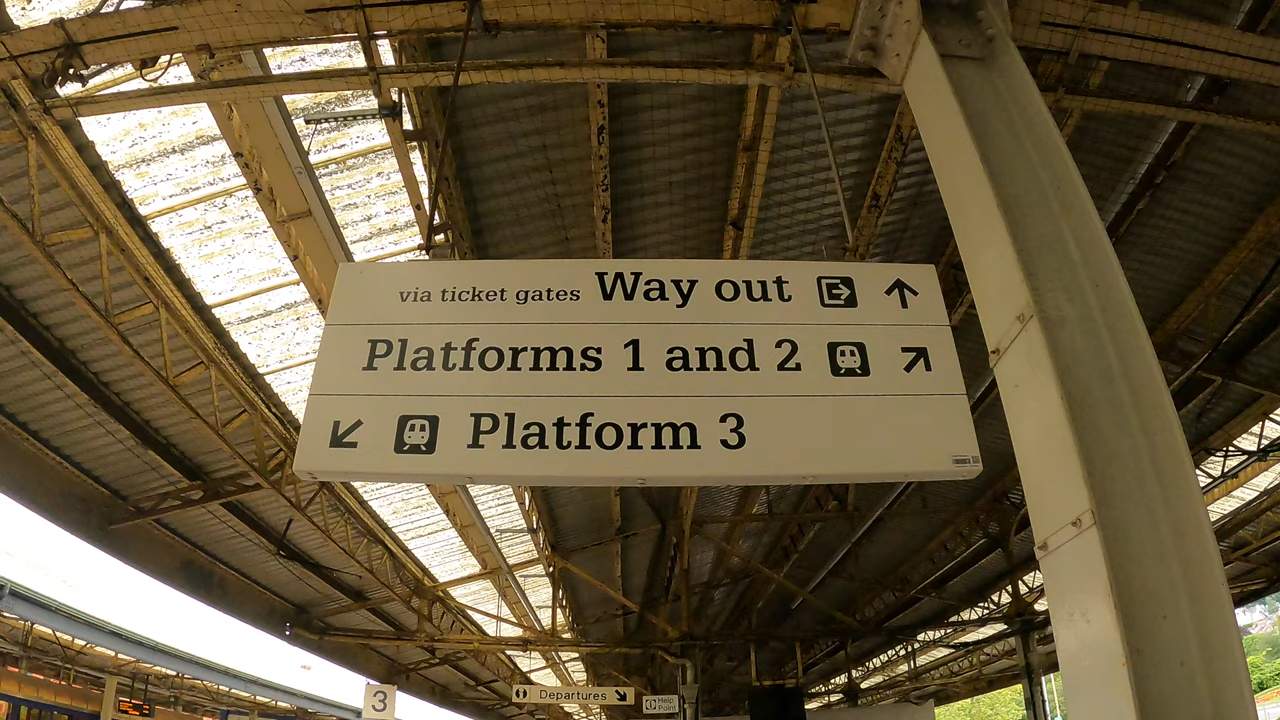 via ticket gates Way out
Platforms 1 and 2
Platform 3
3
Departures
Help
Point